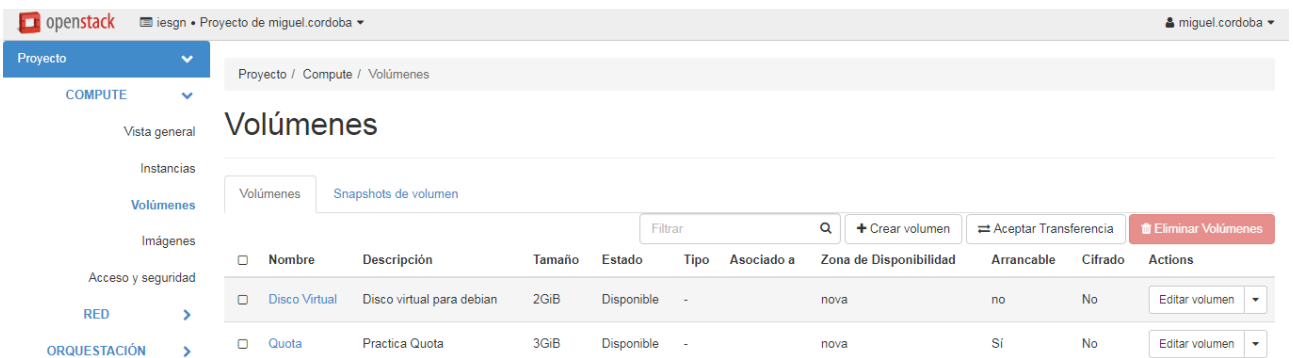 openstack iesgn • Proyecto de miguel.cordoba miguel.cordoba
Proyecto
COMPUTE
Vista general
Instancias
Volúmenes
Imágenes
Acceso y seguridad
RED
ORQUESTACIÓN
Proyecto / Compute / Volúmenes
Volúmenes
Volúmenes Snapshots de volumen
Filtrar + Crear volumen Aceptar Transferencia Eliminar Volúmenes
Nombre Descripción Tamaño Estado Tipo Asociado a Zona de Disponibilidad Arrancable Cifrado Actions
Disco Virtual Disco virtual para debian 2GiB Disponible - nova no No Editar volumen
Quota Practica Quota 3GiB Disponible - nova Sí No Editar volumen